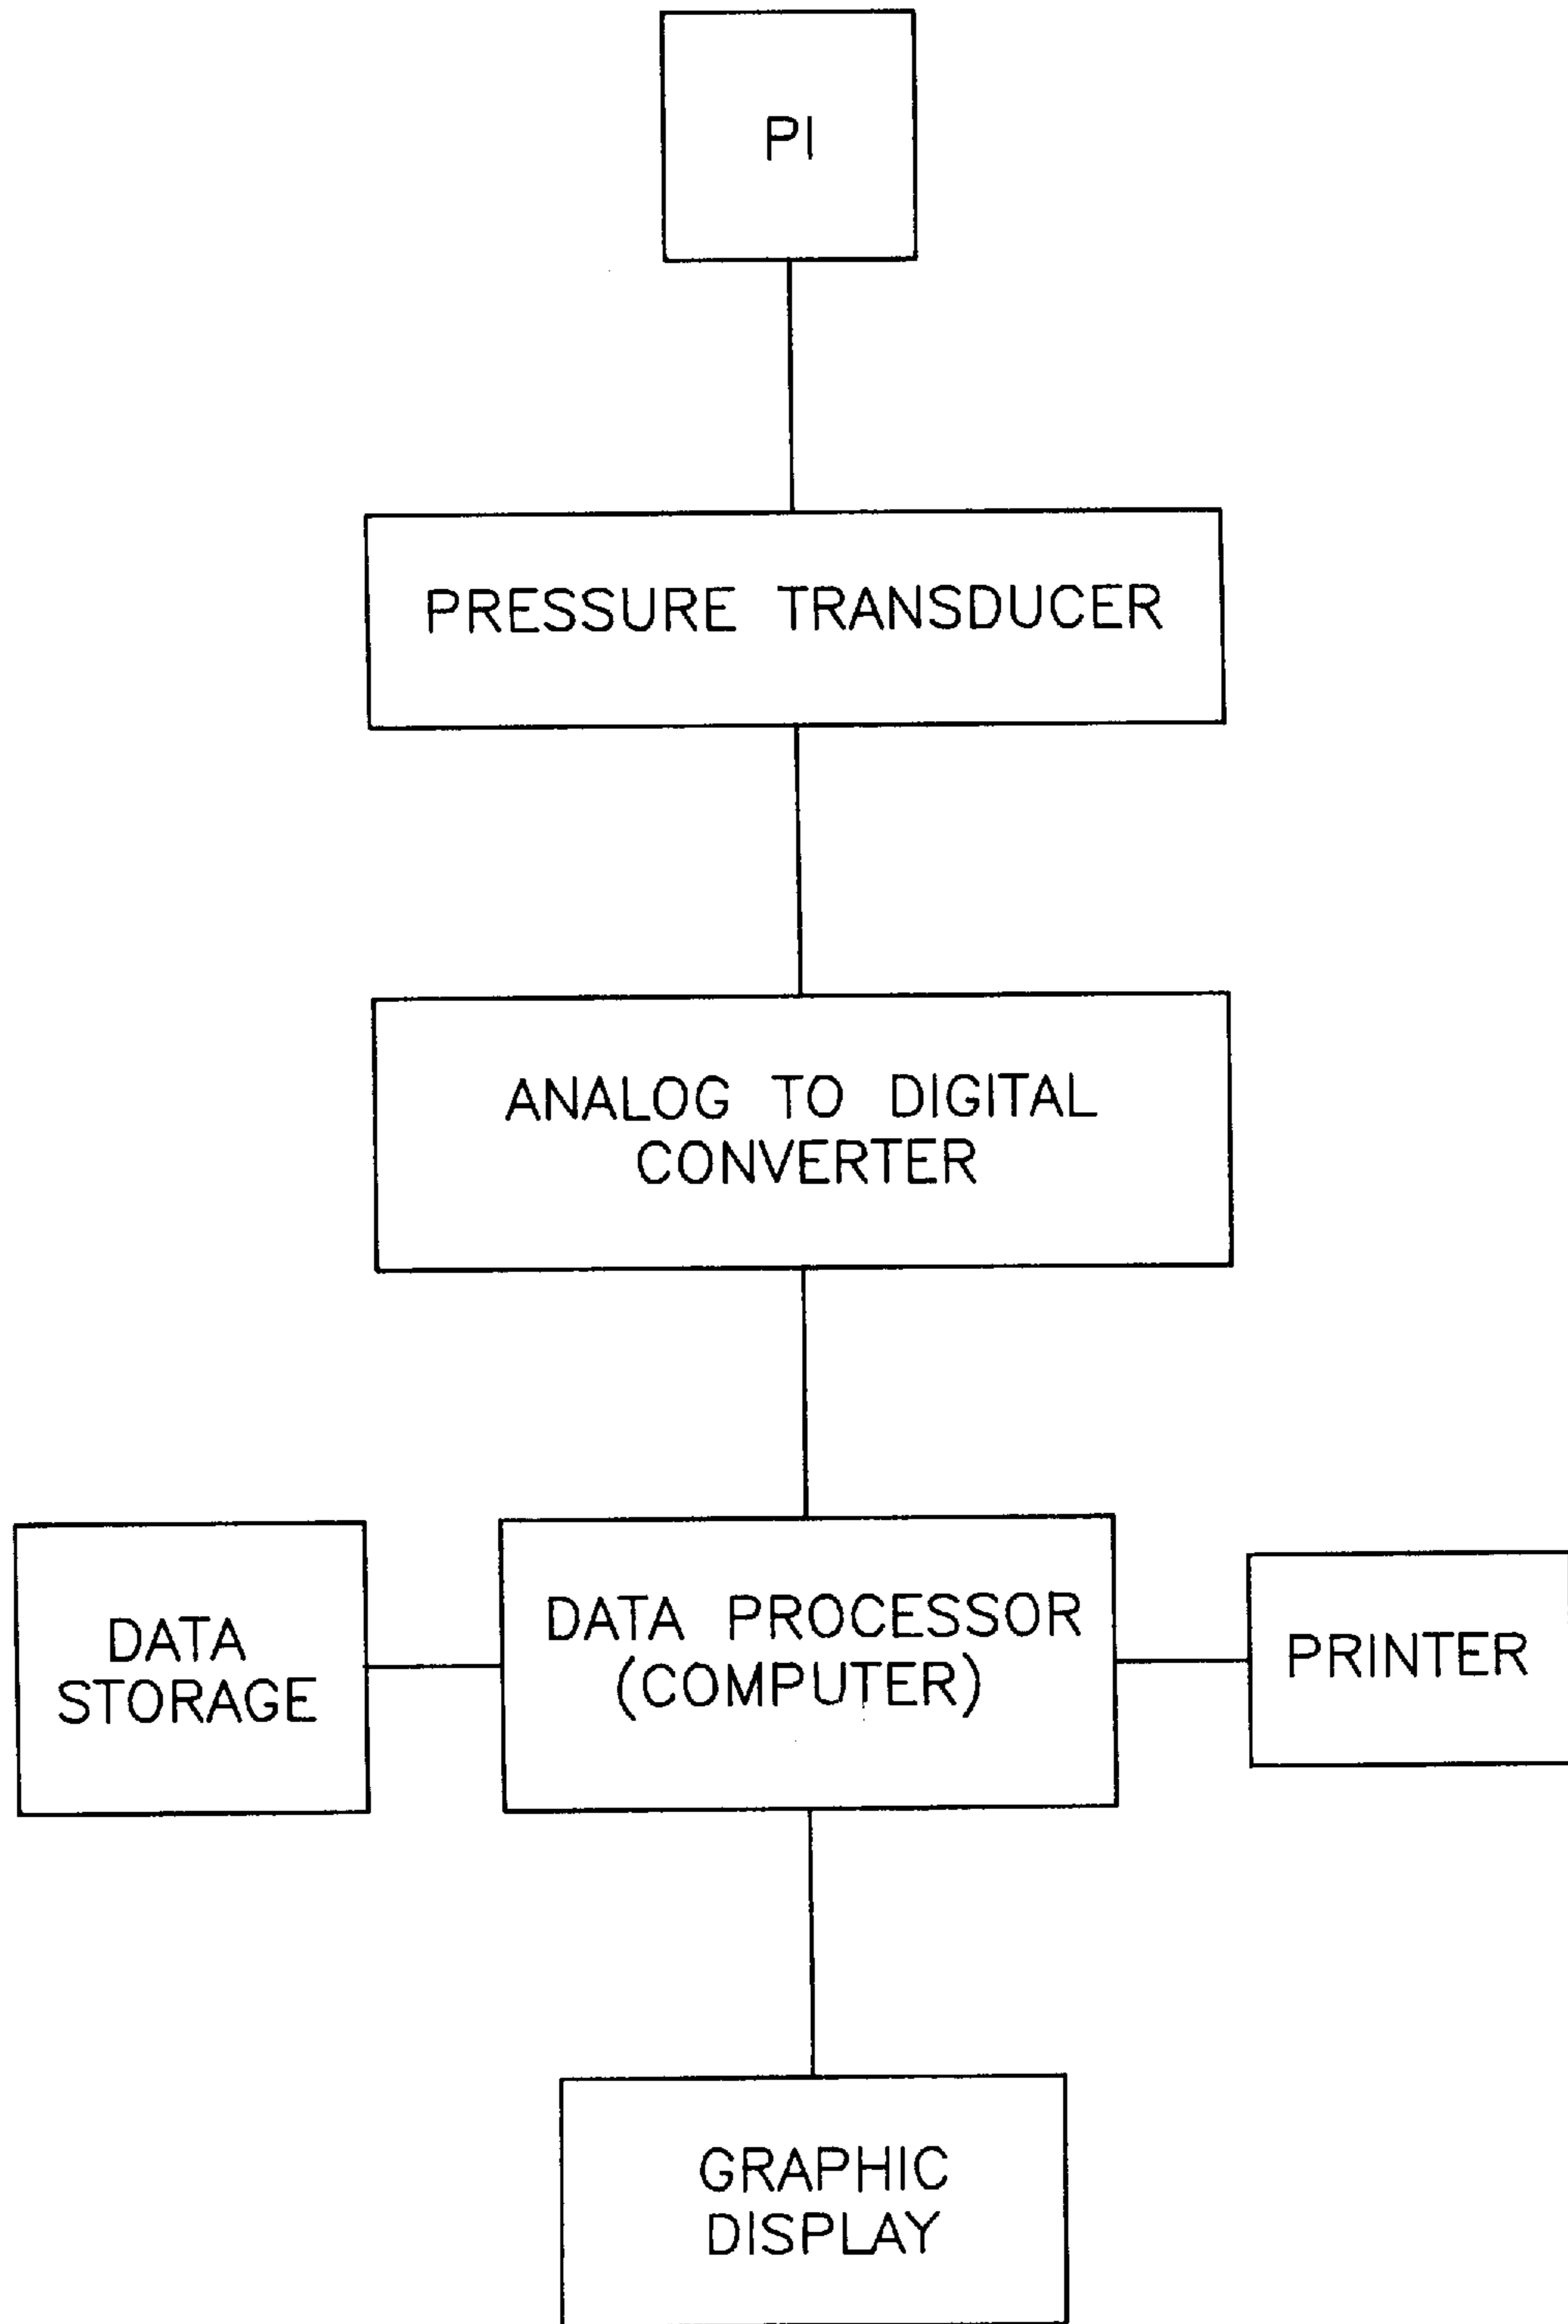 PI
PRESSURE TRANSDUCER
ANALOG TO DIGITAL
CONVERTER
DATA
STORAGE
DATA PROCESSOR
(COMPUTER)
PRINTER
GRAPHIC
DISPLAY